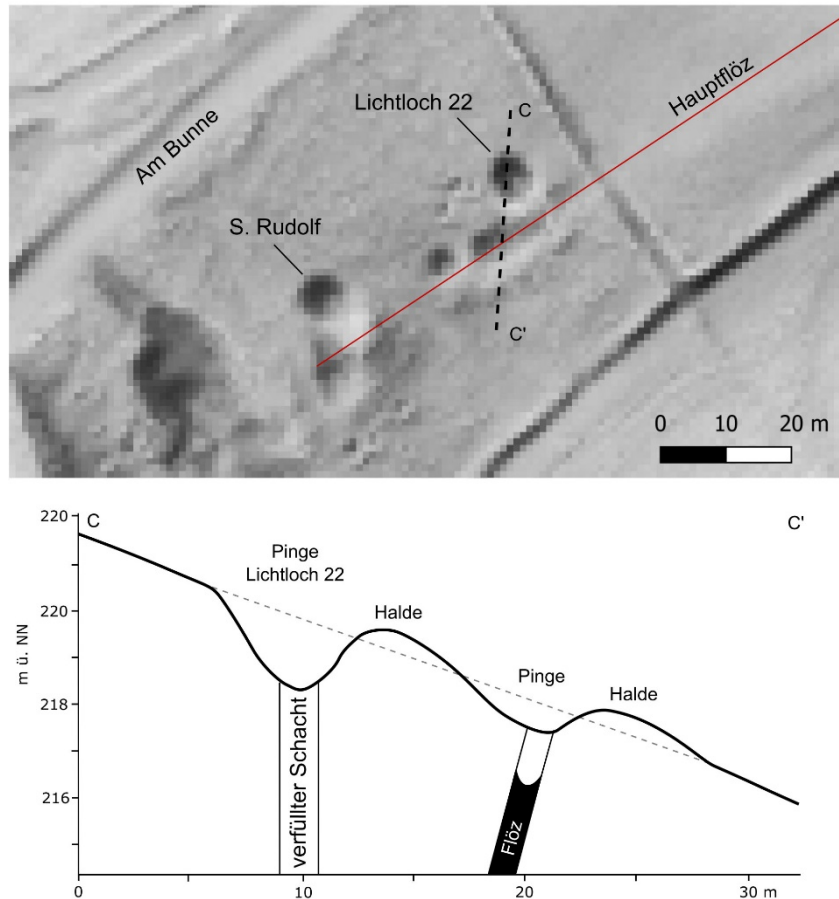 Lichtloch 22
C
Hauptflöz
Am Bunne
S. Rudolf
C'
0 10 20 m
220
C
C'
Pinge
Lichtloch 22
Halde
220
m ü. NN
Pinge
Halde
218
verfüllter Schacht
216
Flöz
0 10 20 30 m